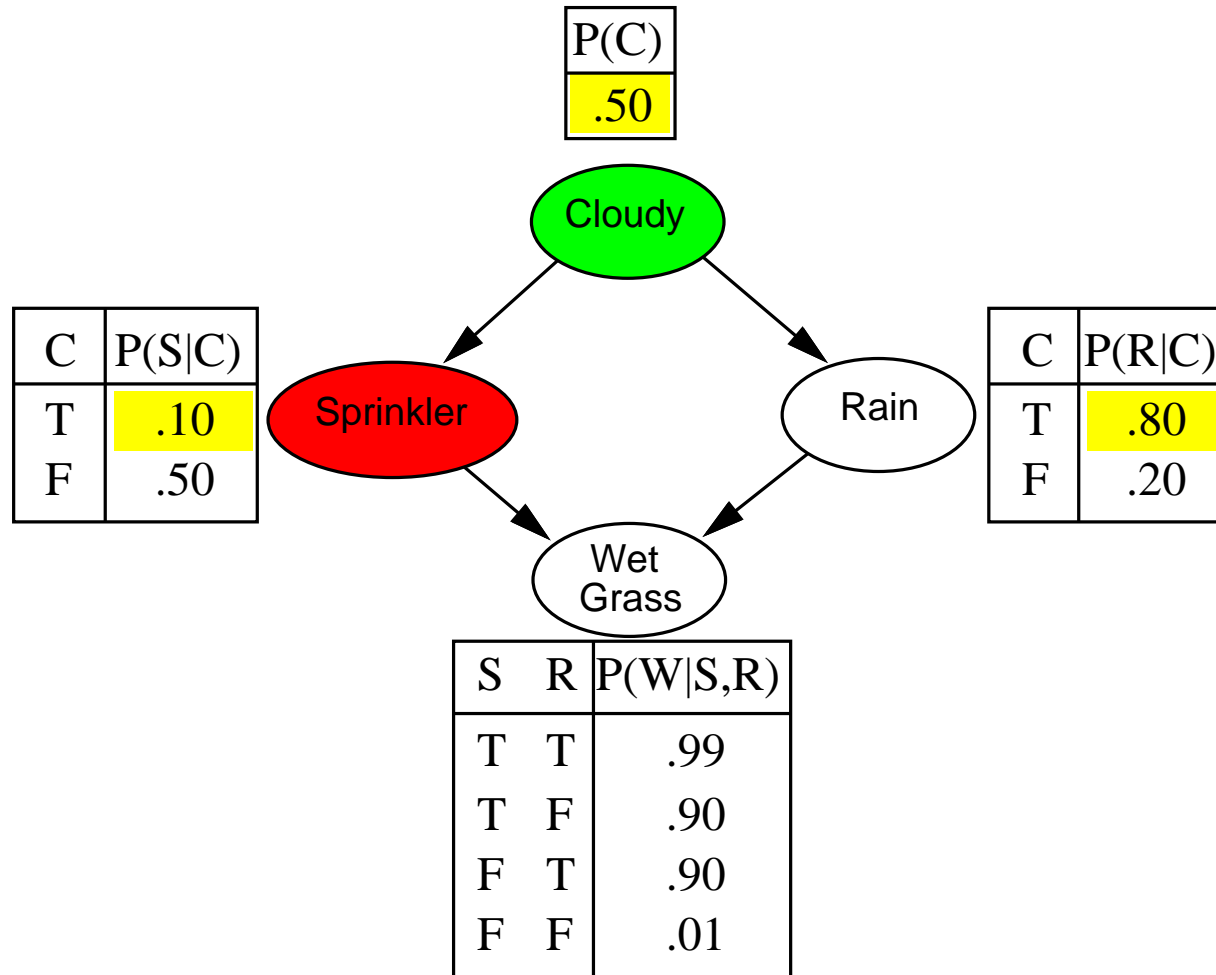 P(C)
.50
Cloudy
C P(S|C)
T .10
F .50
Sprinkler
Rain
C P(R|C)
T .80
F .20
Wet
Grass
S R P(W|S,R)
T T .99
T F .90
F T .90
F F .01